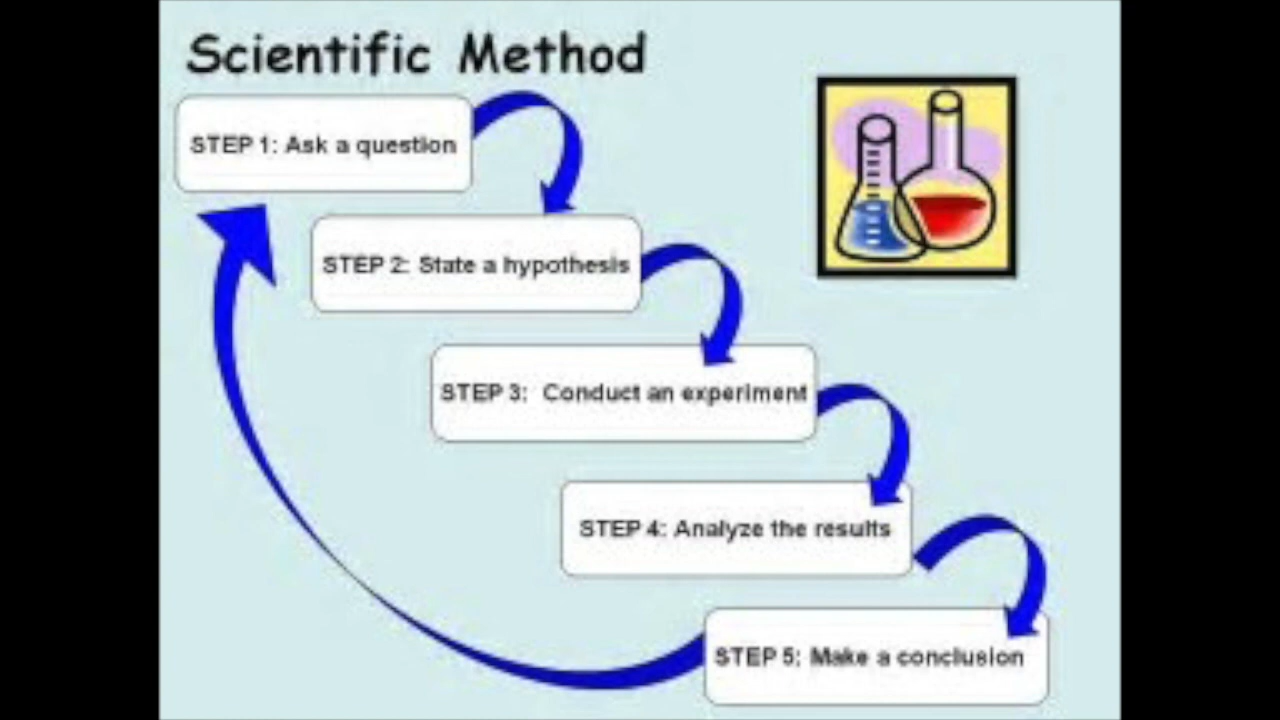 Scientific Method
STEP 1: Ask a question
STEP 2: State a hypothesis
STEP 3: Conduct an experiment
STEP 4: Analyze the results
STEP 5: Make a conclusion